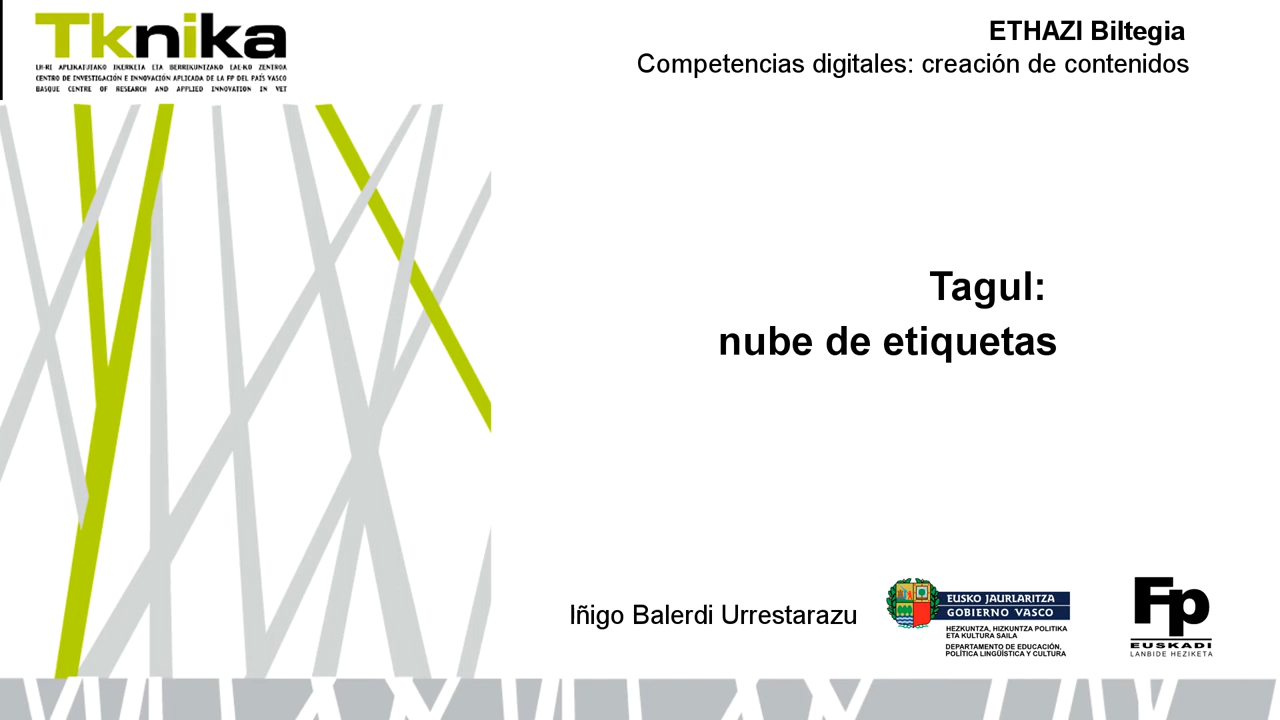 Tknika
LH-RI APLIKATUTAKO IKERKETA ETA BERRIKUNTZAKO EAE-KO ZENTROA
CENTRO DE INVESTIGACIÓN E INNOVACIÓN APLICADA DE LA FP DEL PAÍS VASCO
BASQUE CENTRE OF RESEARCH AND APPLIED INNOVATION IN VET
ETHAZI Biltegia
Competencias digitales: creación de contenidos
Tagul:
nube de etiquetas
Iñigo Balerdi Urrestarazu
EUSKO JAURLARITZA
GOBIERNO VASCO
HEZKUNTZA, HIZKUNTZA POLITIKA
ETA KULTURA SAILA
DEPARTAMENTO DE EDUCACIÓN,
POLÍTICA LINGÜÍSTICA Y CULTURA
Fp
EUSKADI
LANBIDE HEZIKETA